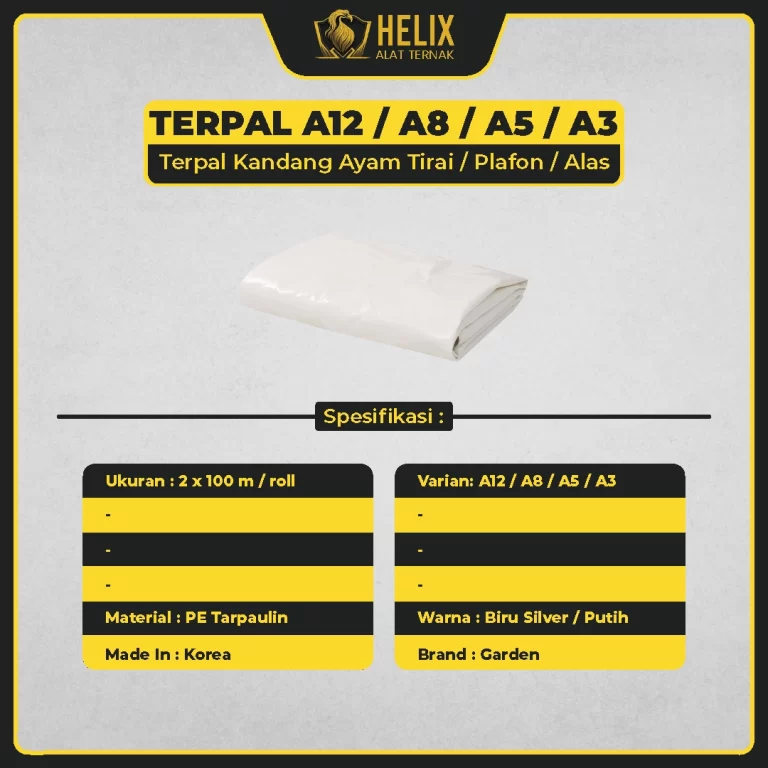 HELIX
ALAT TERNAK
TERPAL A12 / A8 / A5 / A3
Terpal Kandang Ayam Tirai / Plafon / Alas
Spesifikasi :
Ukuran : 2 x 100 m / roll
-
-
-
Material : PE Tarpaulin
Made In : Korea
Varian: A12 / A8 / A5 / A3
-
-
-
Warna : Biru Silver / Putih
Brand : Garden